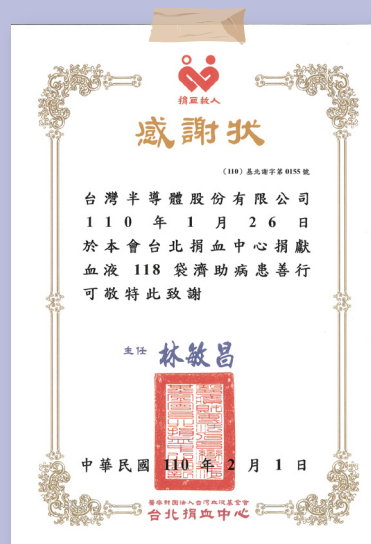 捐血救人
感謝狀
(110)基北謝字第 0155 號
台灣半導體股份有限公司
110 年 1 月 26 日
於本會台北捐血中心捐獻
血液 118 袋濟助病患善行
可敬特此致謝
主任 林敏昌
中華民國 110 年 2 月 1 日
醫療財團法人台灣血液基金會
台北捐血中心